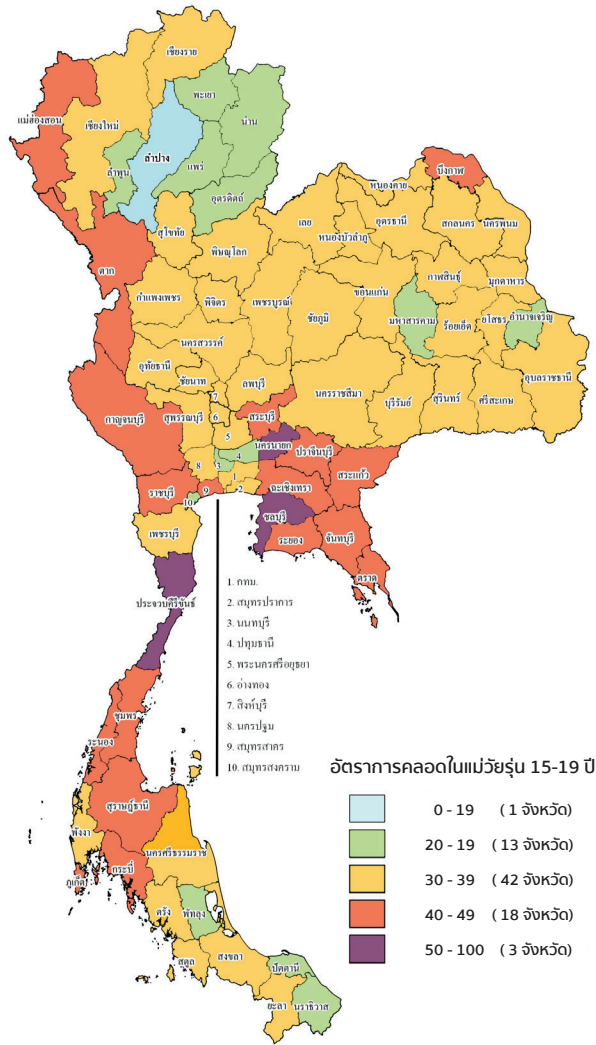 เชียงราย
พะเยา
น่าน
แม่ฮ่องสอน
เชียงใหม่
ลำปาง
ลำพูน
แพร่
อุตรดิตถ์
บึงกาฬ
หนองคาย
สุโขทัย
เลย
อุดรธานี
สกลนคร
นครพนม
หนองบัวลำภู
พิษณุโลก
ตาก
กาฬสินธุ์
มุกดาหาร
ขอนแก่น
กำแพงเพชร
พิจิตร
เพชรบูรณ์
ชัยภูมิ
มหาสารคาม
ร้อยเอ็ด
ยโสธร
อำนาจเจริญ
นครสวรรค์
อุทัยธานี
ชัยนาท
ลพบุรี
อุบลราชธานี
นครราชสีมา
บุรีรัมย์
สุรินทร์
ศรีสะเกษ
7
6
กาญจนบุรี
สุพรรณบุรี
สระบุรี
5
นครนายก
ปราจีนบุรี
4
8
3
1
สระแก้ว
ราชบุรี
9
2
ฉะเชิงเทรา
10
ชลบุรี
เพชรบุรี
ระยอง
จันทบุรี
ตราด
ประจวบคีรีขันธ์
1. กทม.
2. สมุทรปราการ
3. นนทบุรี
4. ปทุมธานี
5. พระนครศรีอยุธยา
6. อ่างทอง
7. สิงห์บุรี
8. นครปฐม
9. สมุทรสาคร
10. สมุทรสงคราม
ชุมพร
ระนอง
สุราษฎ์ธานี
พังงา
นครศรีธรรมราช
กระบี่
ภูเก็ต
ตรัง
พัทลุง
สตูล
สงขลา
ปัตตานี
ยะลา
นราธิวาส
อัตราการคลอดในแม่วัยรุ่น 15-19 ปี
0 - 19 ( 1 จังหวัด)
20 - 19 ( 13 จังหวัด)
30 - 39 ( 42 จังหวัด)
40 - 49 ( 18 จังหวัด)
50 - 100 ( 3 จังหวัด)